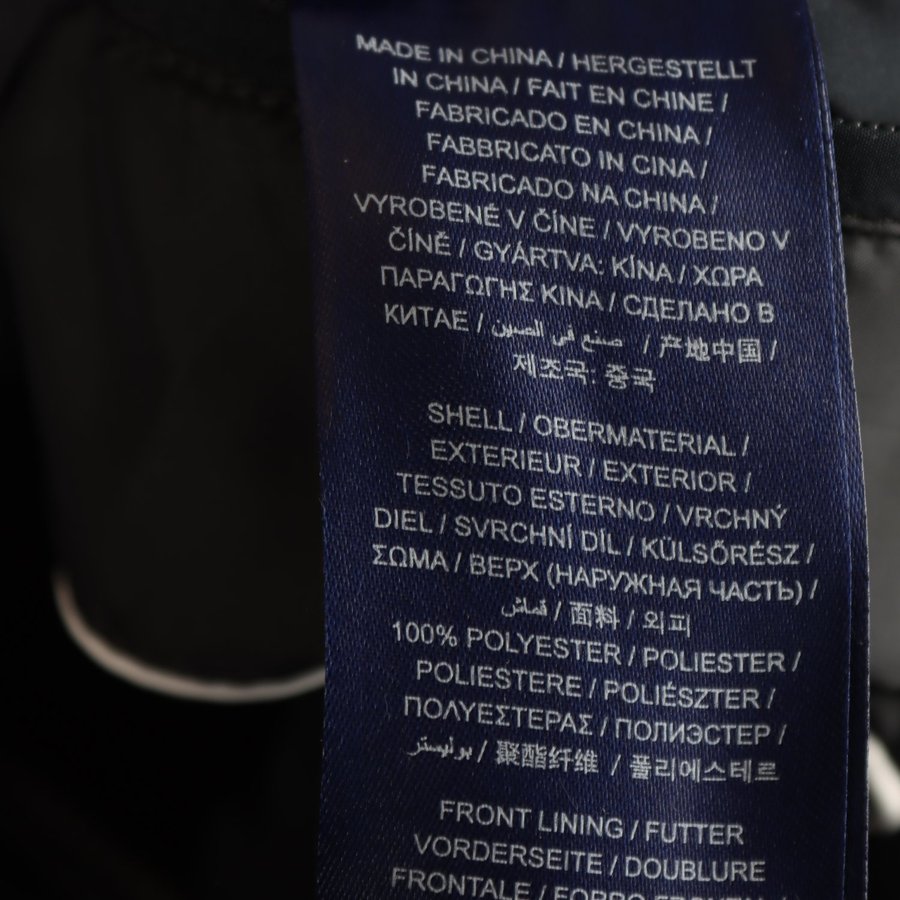 MADE IN CHINA / HERGESTELLT
IN CHINA / FAIT EN CHINE /
FABRICADO EN CHINA /
FABBRICATO IN CINA /
FABRICADO NA CHINA /
VYROBENÉ V ČÍNE / VYROBENO V
ČÍNĚ / GYÁRTVA: KÍNA / ΧΩΡΑ
ΠΑΡΑΓΩΓΗΣ ΚΙΝΑ / СДЕЛАНО В
КИТАЕ / صنع في الصين / 产地中国 /
제조국: 중국
SHELL / OBERMATERIAL /
EXTERIEUR / EXTERIOR /
TESSUTO ESTERNO / VRCHNÝ
DIEL / SVRCHNÍ DÍL / KÜLSŐRÉSZ /
ΣΩΜΑ / ВЕРХ (НАРУЖНАЯ ЧАСТЬ) /
قماش / 面料 / 외피
100% POLYESTER / POLIESTER /
POLIESTERE / POLIÉSZTER /
ΠΟΛΥΕΣΤΕΡΑΣ / ПОЛИЭСТЕР /
بوليستر / 聚酯纤维 / 폴리에스테르
FRONT LINING / FUTTER
VORDERSEITE / DOUBLURE
FRONTALE / FORRO FRONTAL